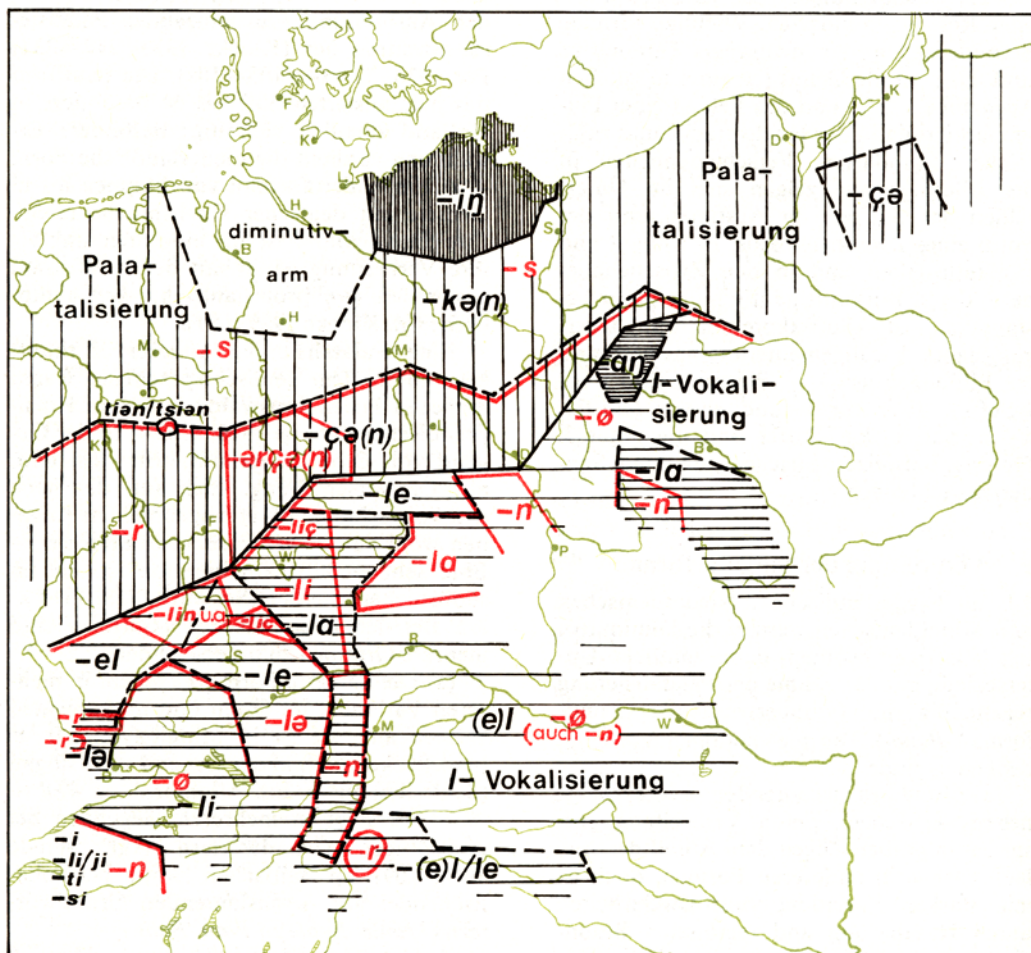 F
K
K
D
L
-iŋ
Pala-
-çə
H
diminutiv-
talisierung
S
B
arm
-s
Pala-
-kə(n)
talisierung
H
B
M
-s
M
-aŋ
l-Vokali-
D
sierung
tiən/tsiən
K
-ø
-çə(n)
L
K
-ərçə(n)
D
B
-la
-le
-n
-n
-r
F
-liç
P
W
-la
-li
-lin u.a.
-liç
-la
-el
S
R
-le
U
A
-r
-lə
M
(e)l
-ø
W
-r
(auch -n)
-lə
B
-n
-ø
l- Vokalisierung
-li
-i
-li/ji
-n
-r
-ti
-(e)l/le
-si